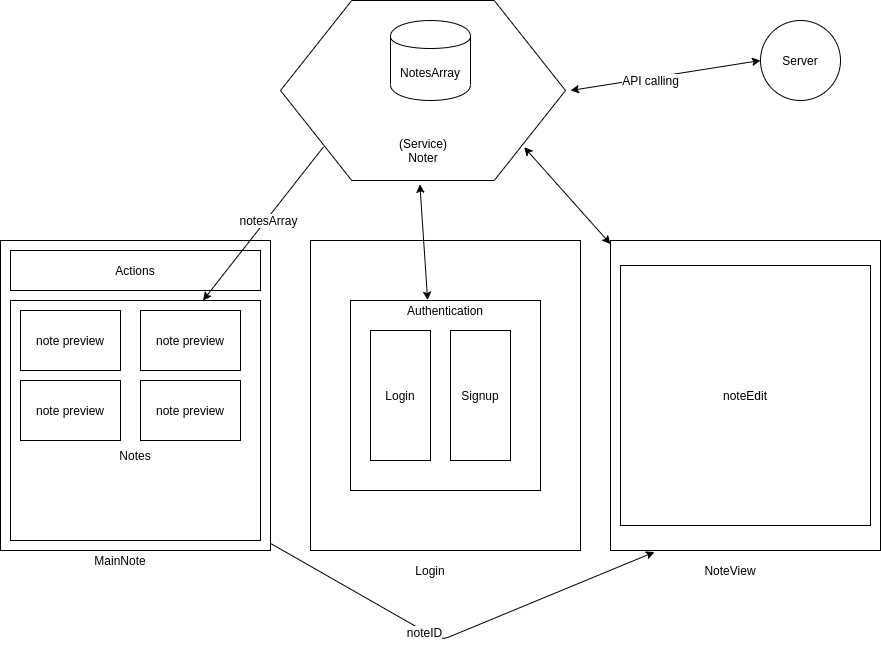 NotesArray
Server
API calling
(Service)
Noter
notesArray
Actions
note preview
note preview
note preview
note preview
Notes
MainNote
Authentication
Login
Signup
Login
noteEdit
NoteView
noteID